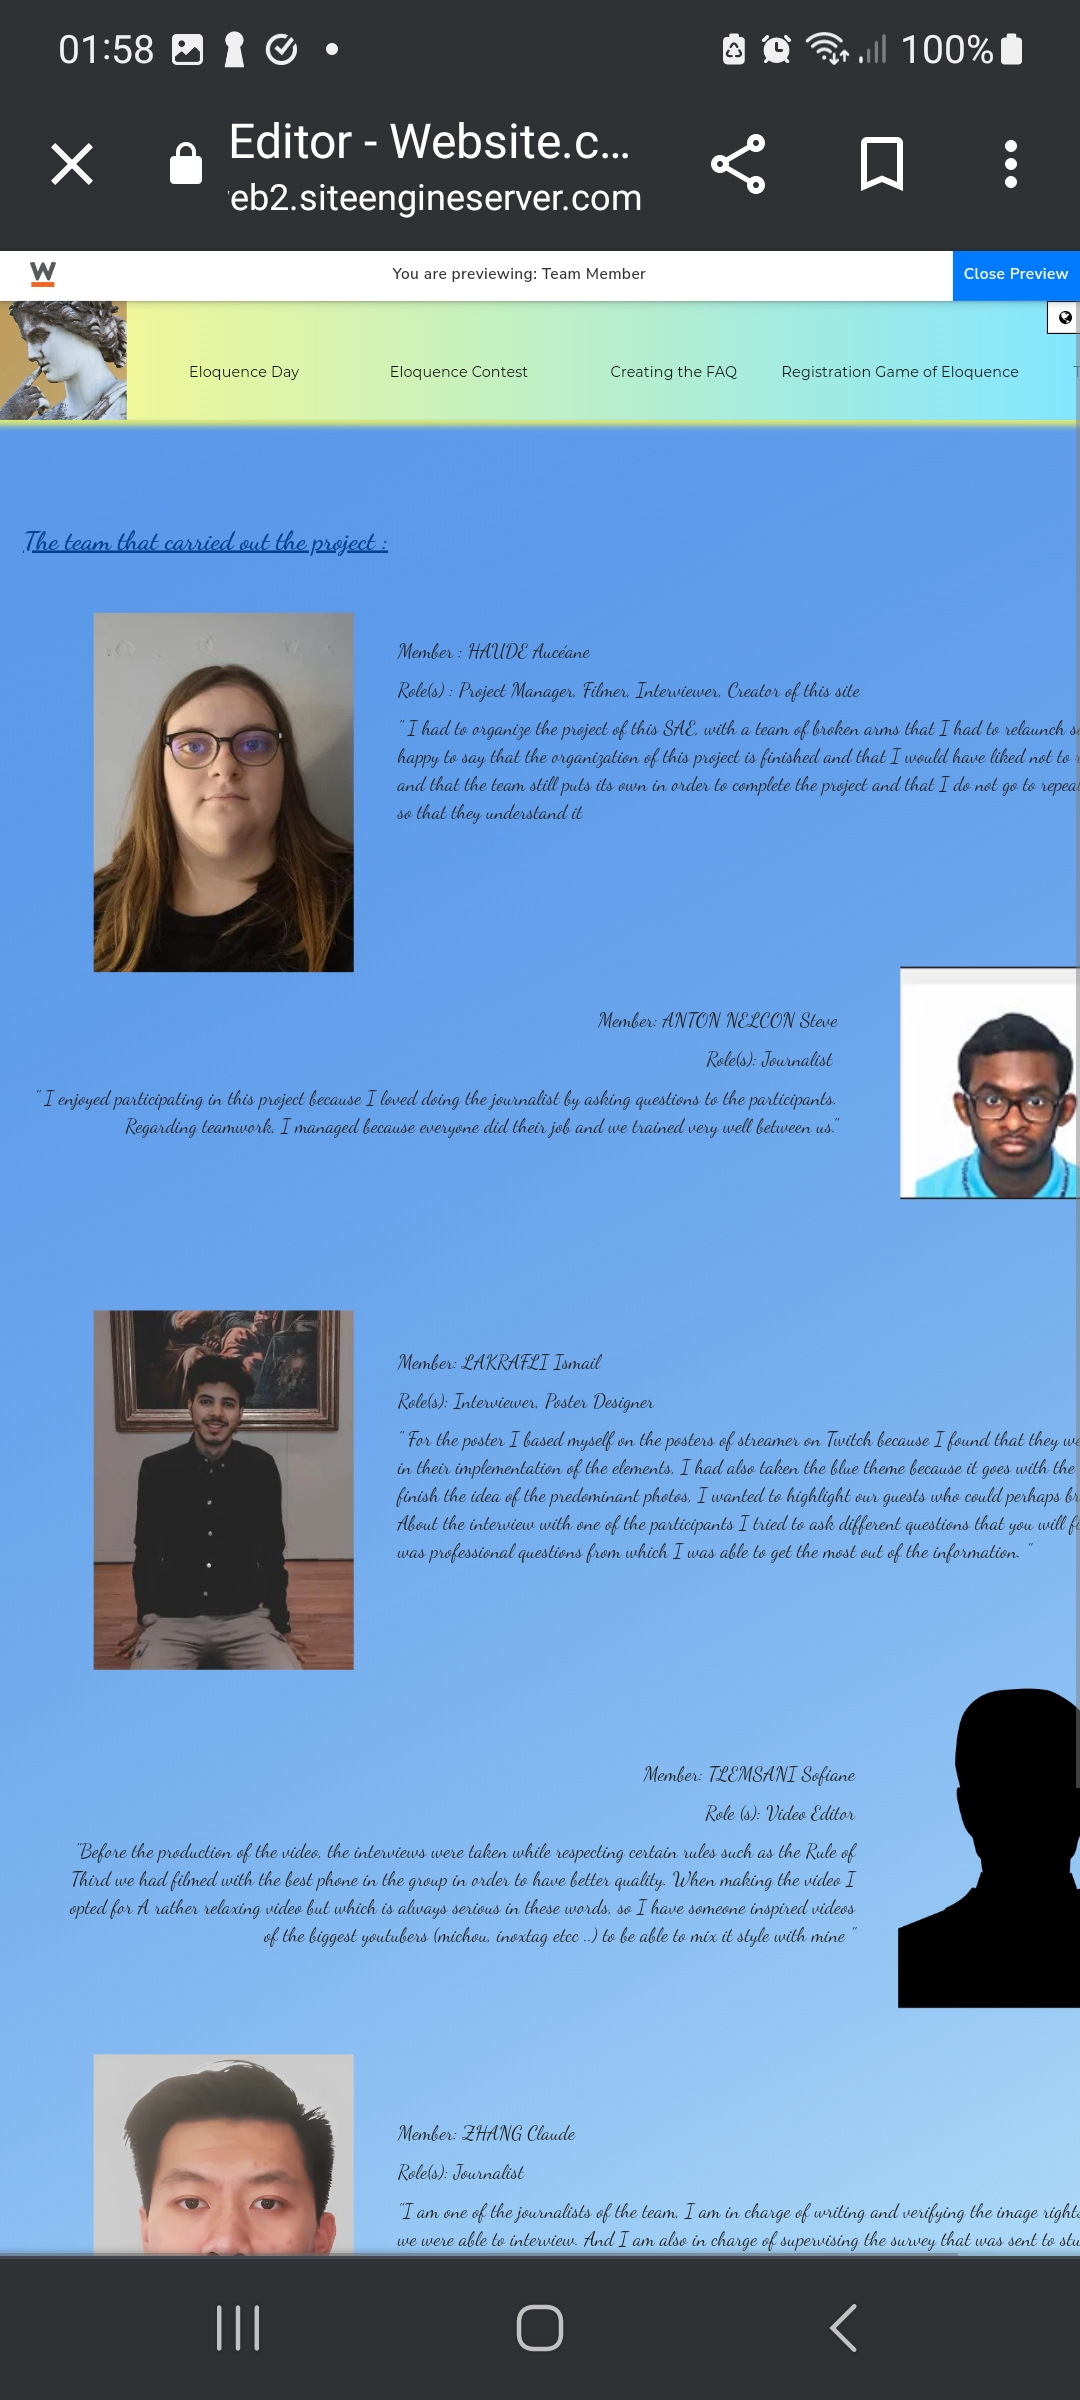 01:58
100%
Editor - Website.c...
eb2.siteengineserver.com
W
You are previewing: Team Member
Close Preview
Eloquence Day
Eloquence Contest
Creating the FAQ
Registration Game of Eloquence
The team that carried out the project :
Member : HAUDE Aucéane
Role(s) : Project Manager, Filmer, Interviewer, Creator of this site
" I had to organize the project of this SAE, with a team of broken arms that I had to relaunch
happy to say that the organization of this project is finished and that I would have liked not to
and that the team still puts its own in order to complete the project and that I do not go to repea
so that they understand it
Member: ANTON NELCON Steve
Role(s): Journalist
" I enjoyed participating in this project because I loved doing the journalist by asking questions to the participants.
Regarding teamwork, I managed because everyone did their job and we trained very well between us."
Member: LAKRAFLI Ismail
Role(s): Interviewer, Poster Designer
" For the poster I based myself on the posters of streamer on Twitch because I found that they we
in their implementation of the elements, I had also taken the blue theme because it goes with the
finish the idea of the predominant photos, I wanted to highlight our guests who could perhaps br
About the interview with one of the participants I tried to ask different questions that you will
was professional questions from which I was able to get the most out of the information. "
Member: TLEMSANI Sofiane
Role (s): Video Editor
"Before the production of the video, the interviews were taken while respecting certain rules such as the Rule of
Third we had filmed with the best phone in the group in order to have better quality. When making the video I
opted for A rather relaxing video but which is always serious in these words, so I have someone inspired videos
of the biggest youtubers (michou, inoxtag etcc ..) to be able to mix it style with mine "
Member: ZHANG Claude
Role(s): Journalist
"I am one of the journalists of the team, I am in charge of writing and verifying the image rights
we were able to interview. And I am also in charge of supervising the survey that was sent to stu